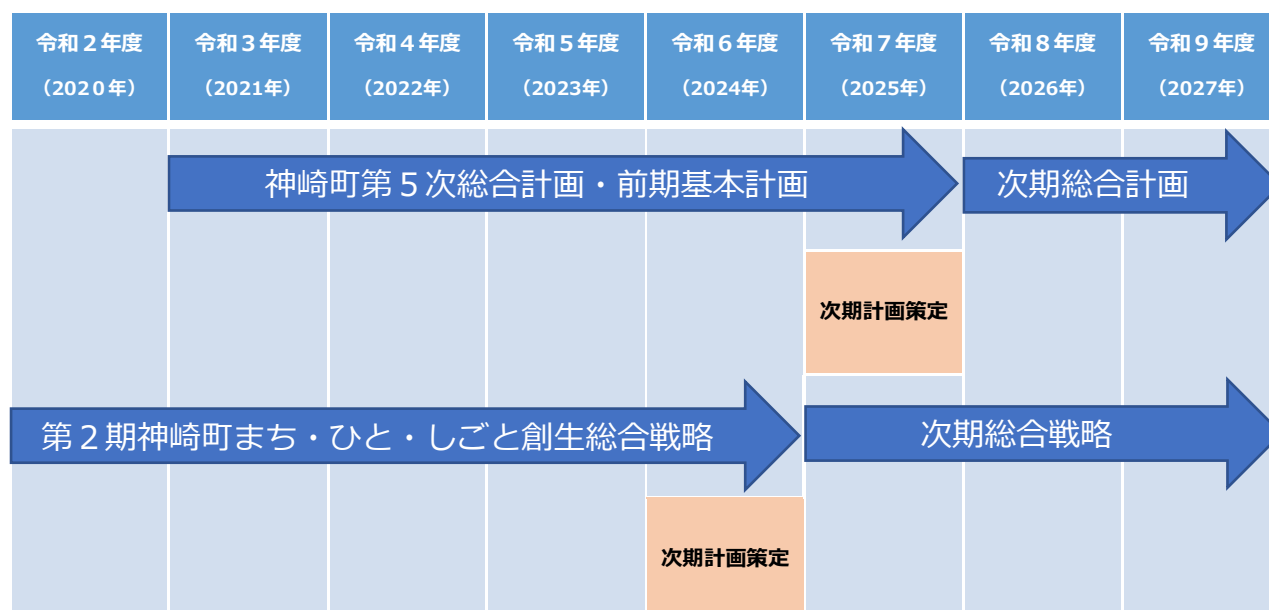 令和２年度
（2020年）
令和３年度
（2021年）
令和４年度
（2022年）
令和５年度
（2023年）
令和６年度
（2024年）
令和７年度
（2025年）
令和８年度
（2026年）
令和９年度
（2027年）
神崎町第５次総合計画・前期基本計画
次期総合計画
次期計画策定
第２期神崎町まち・ひと・しごと創生総合戦略
次期総合戦略
次期計画策定